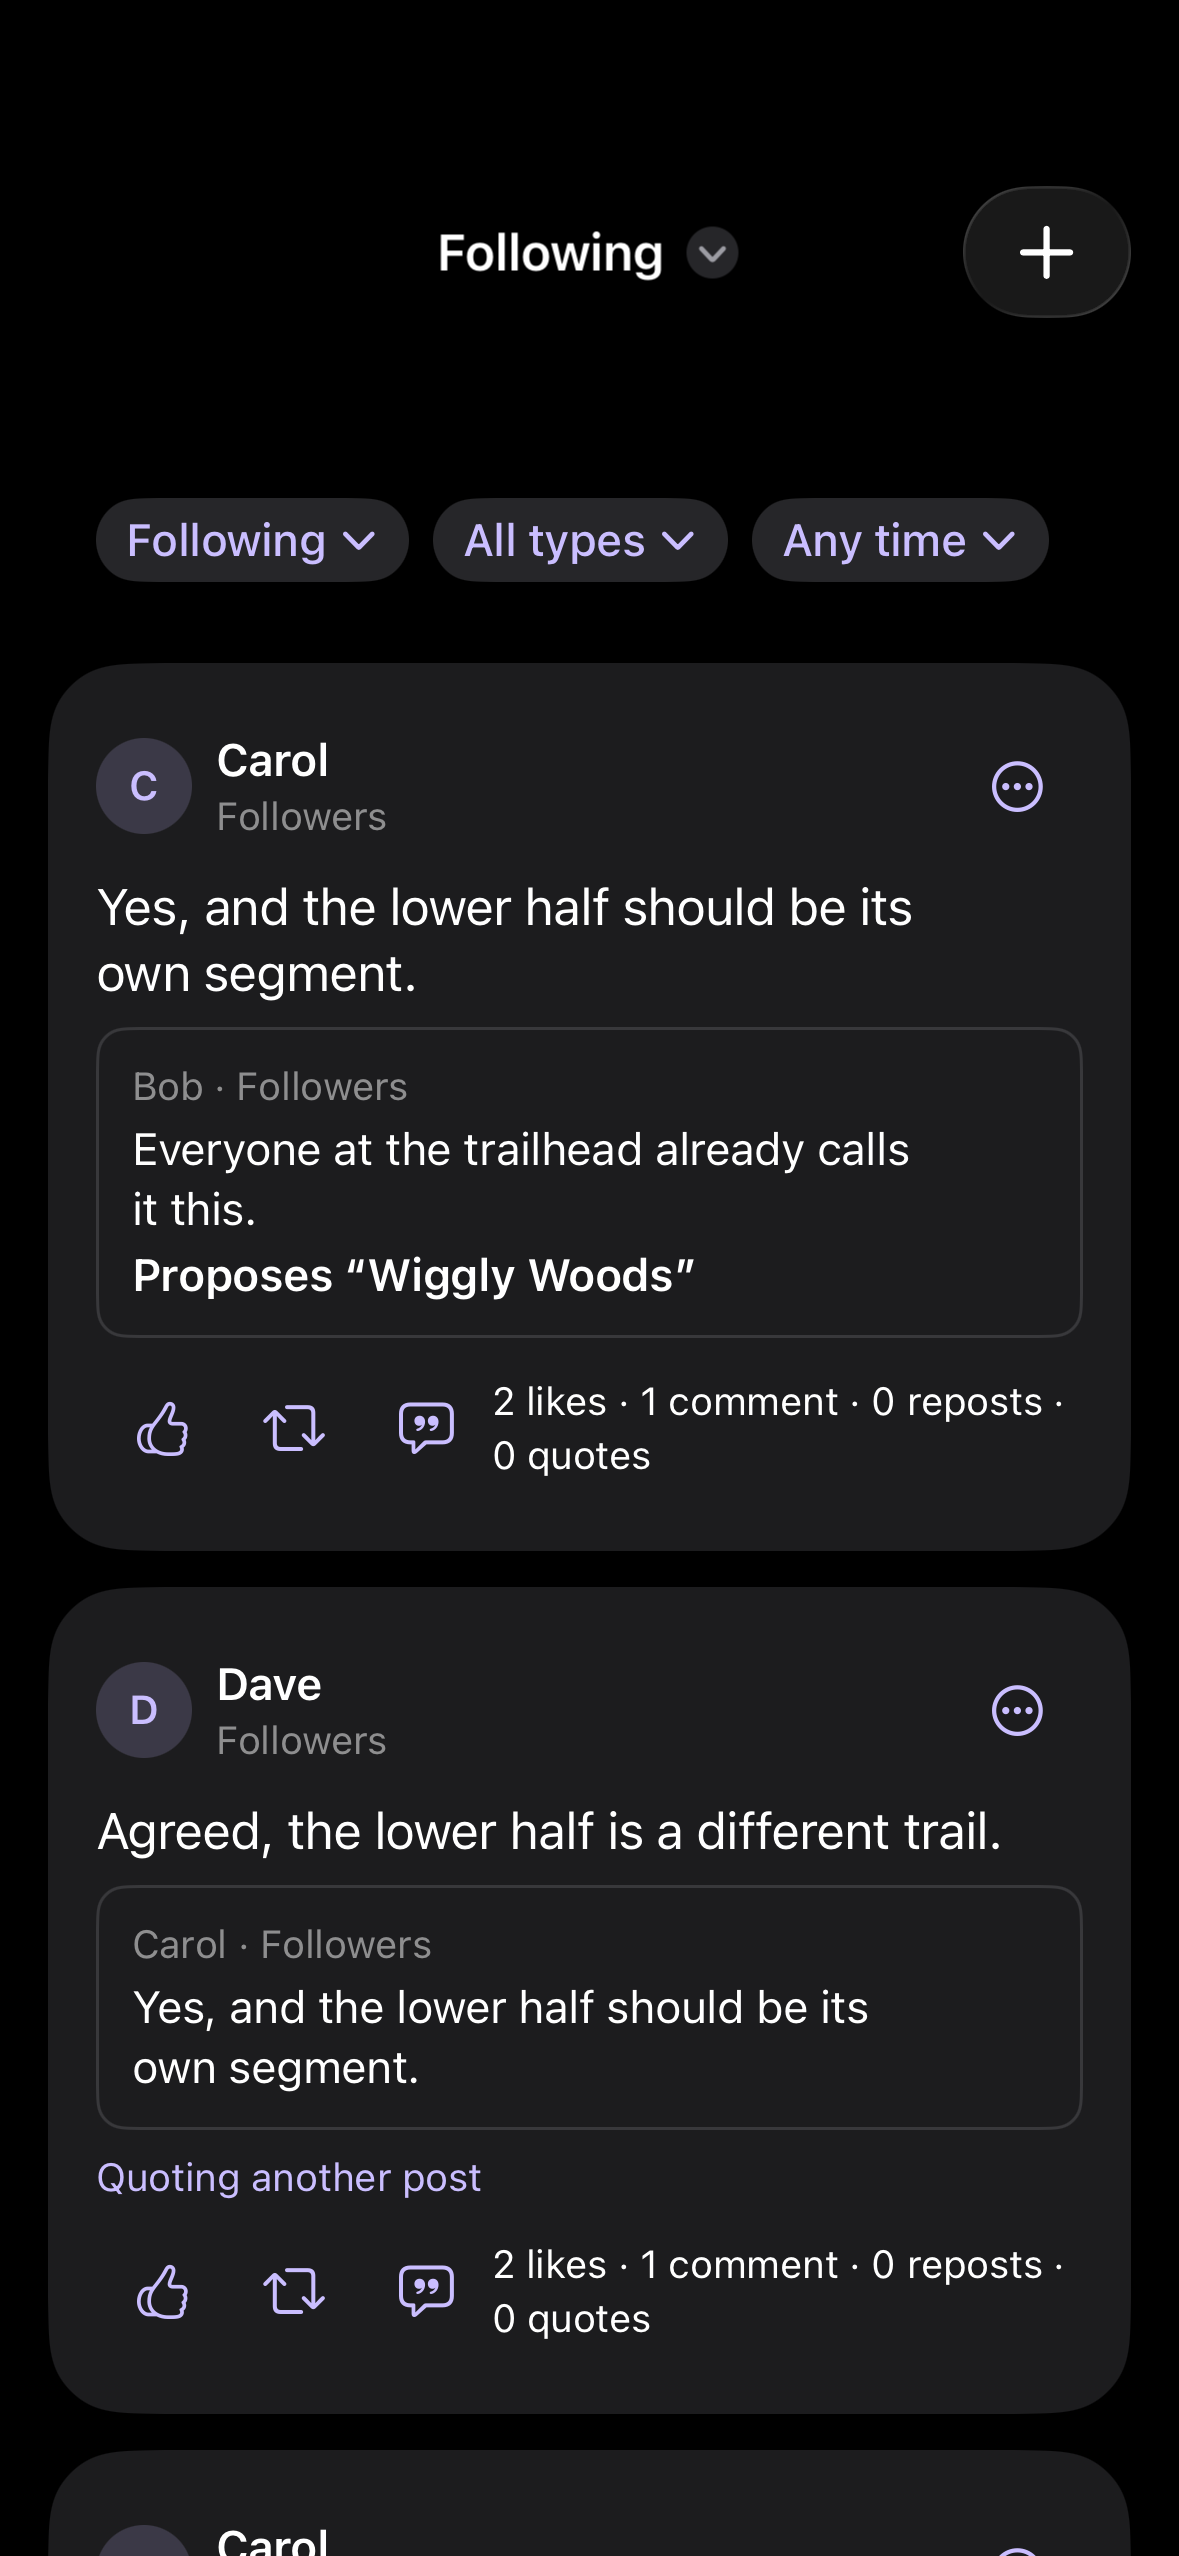 Following
Following
All types
Any time
C
Carol
Followers
Yes, and the lower half should be its
own segment.
Bob · Followers
Everyone at the trailhead already calls
it this.
Proposes “Wiggly Woods”
2 likes · 1 comment · 0 reposts ·
0 quotes
D
Dave
Followers
Agreed, the lower half is a different trail.
Carol · Followers
Yes, and the lower half should be its
own segment.
Quoting another post
2 likes · 1 comment · 0 reposts ·
0 quotes
Carol